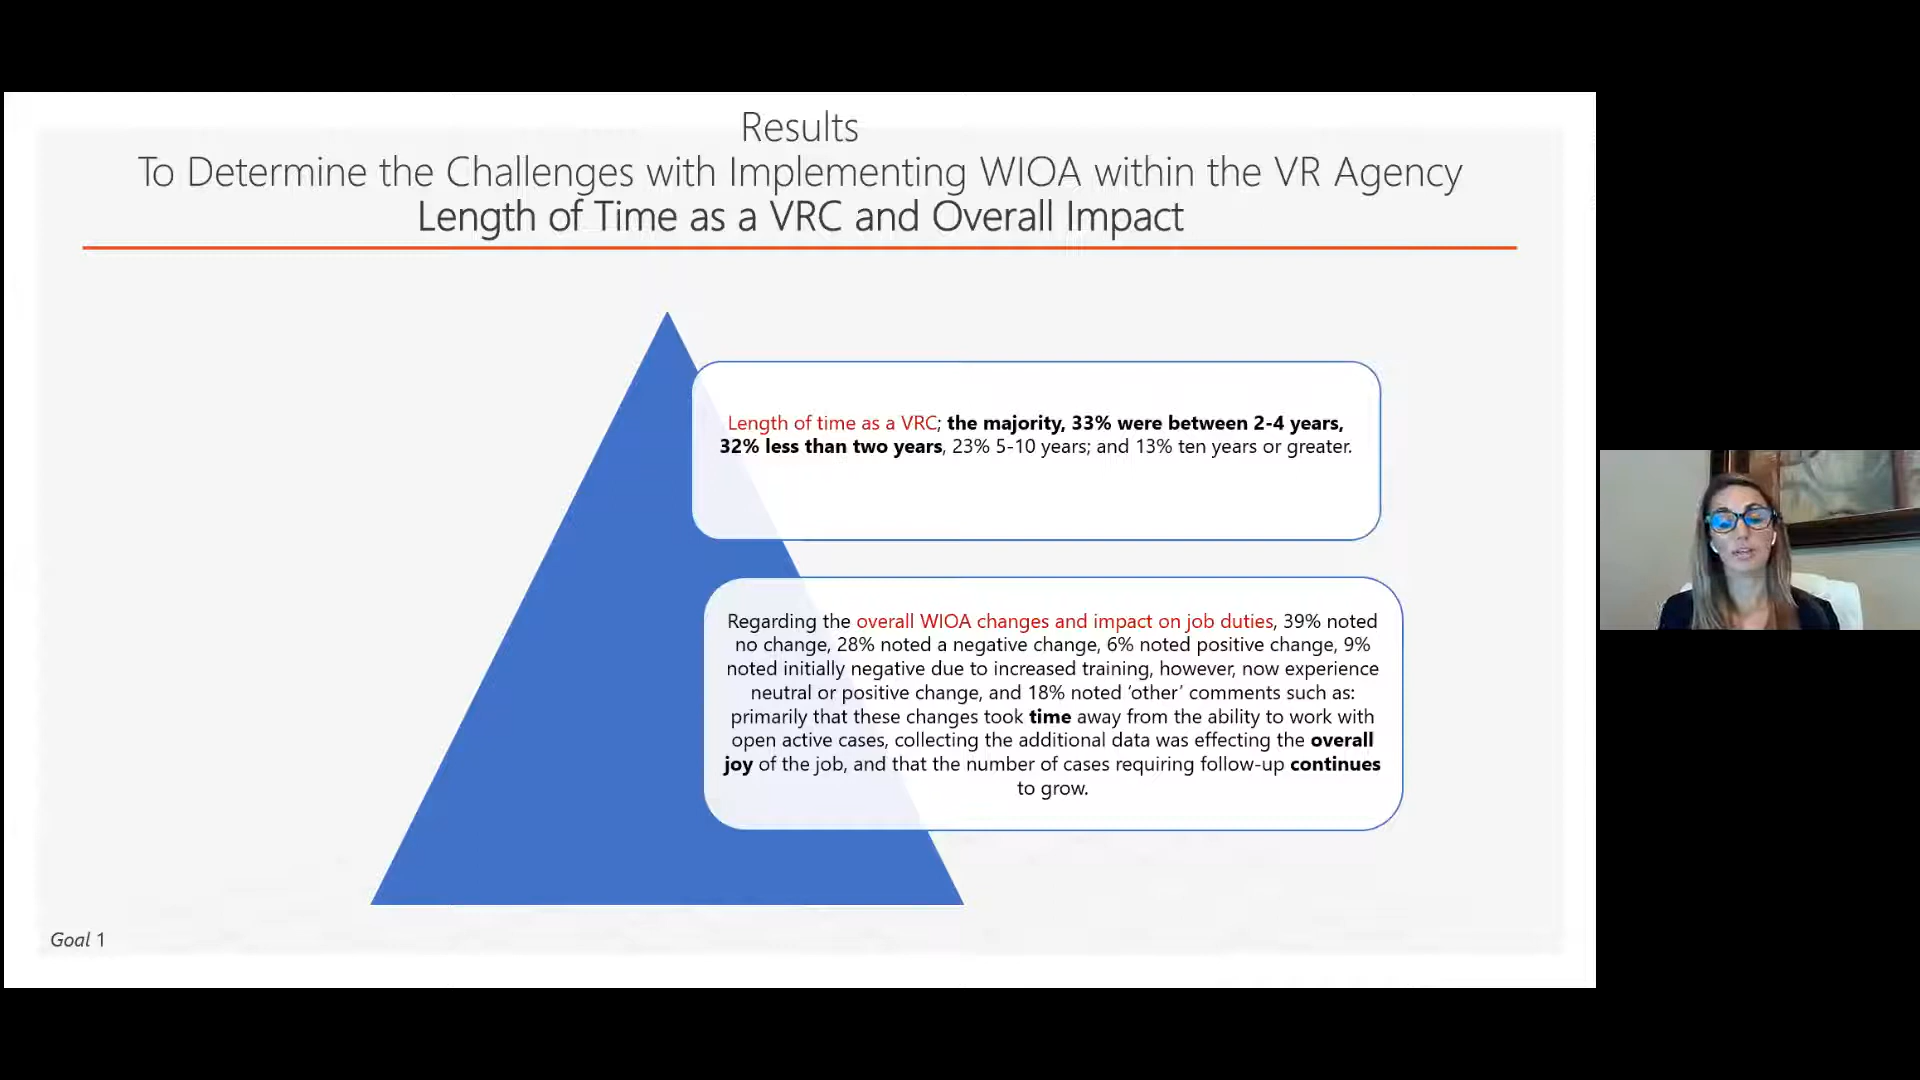 Results
To Determine the Challenges with Implementing WIOA within the VR Agency
Length of Time as a VRC and Overall Impact
Length of time as a VRC; the majority, 33% were between 2-4 years,
32% less than two years, 23% 5-10 years; and 13% ten years or greater.
Regarding the overall WIOA changes and impact on job duties, 39% noted
no change, 28% noted a negative change, 6% noted positive change, 9%
noted initially negative due to increased training, however, now experience
neutral or positive change, and 18% noted ‘other’ comments such as:
primarily that these changes took time away from the ability to work with
open active cases, collecting the additional data was effecting the overall
joy of the job, and that the number of cases requiring follow-up continues
to grow.
Goal 1